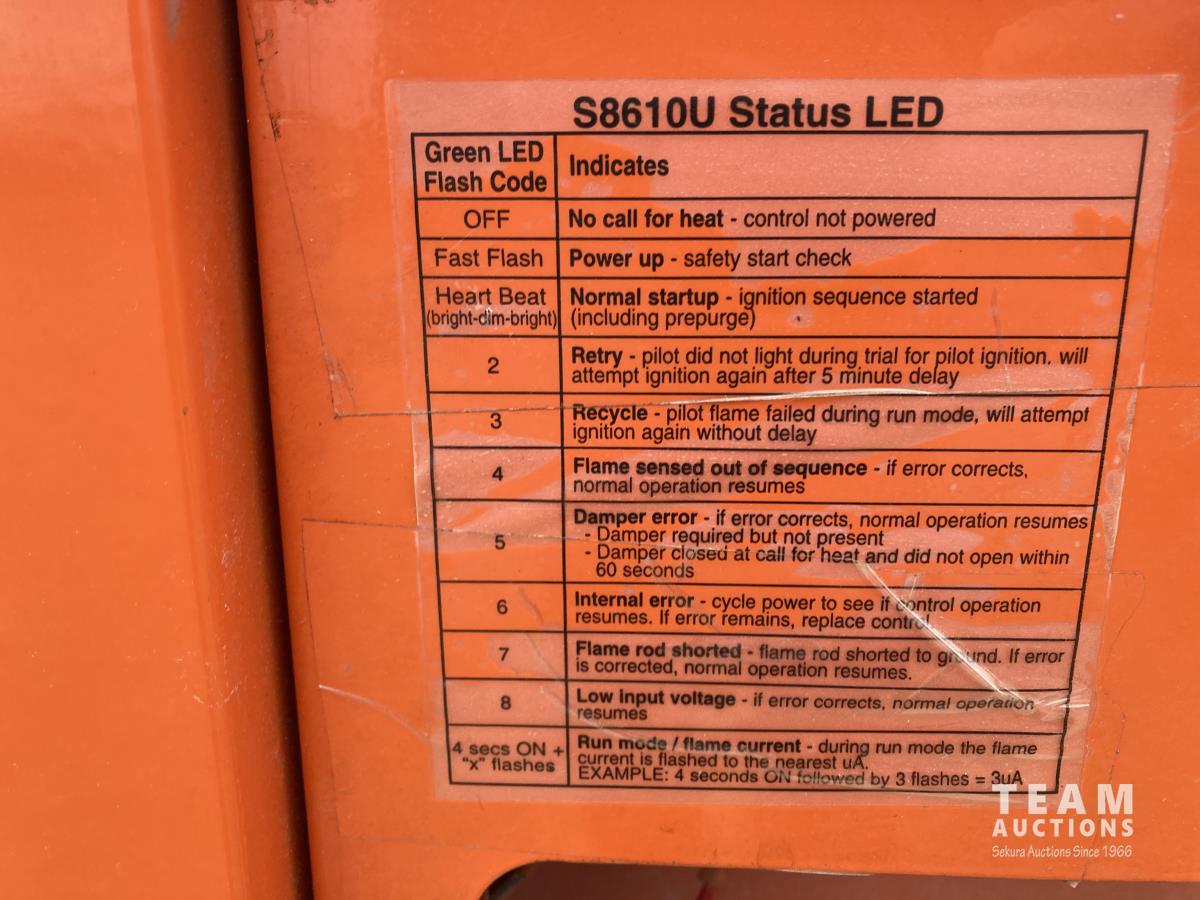 S8610U Status LED
Green LED
Flash Code
Indicates
OFF
No call for heat - control not powered
Fast Flash
Power up - safety start check
Heart Beat
(bright-dim-bright)
Normal startup - ignition sequence started
(including prepurge)
2
Retry - pilot did not light during trial for pilot ignition. will
attempt ignition again after 5 minute delay
3
Recycle - pilot flame failed during run mode, will attempt
ignition again without delay
4
Flame sensed out of sequence - if error corrects,
normal operation resumes
5
Damper error - if error corrects, normal operation resumes
- Damper required but not present
- Damper closed at call for heat and did not open within
60 seconds
6
Internal error - cycle power to see if control operation
resumes. If error remains, replace control
7
Flame rod shorted - flame rod shorted to ground. If error
is corrected, normal operation resumes.
8
Low input voltage - if error corrects, normal operation
resumes
4 secs ON +
"x" flashes
Run mode / flame current - during run mode the flame
current is flashed to the nearest uA.
EXAMPLE: 4 seconds ON followed by 3 flashes = 3uA
TEAM
AUCTIONS
Sekura Auctions Since 1966